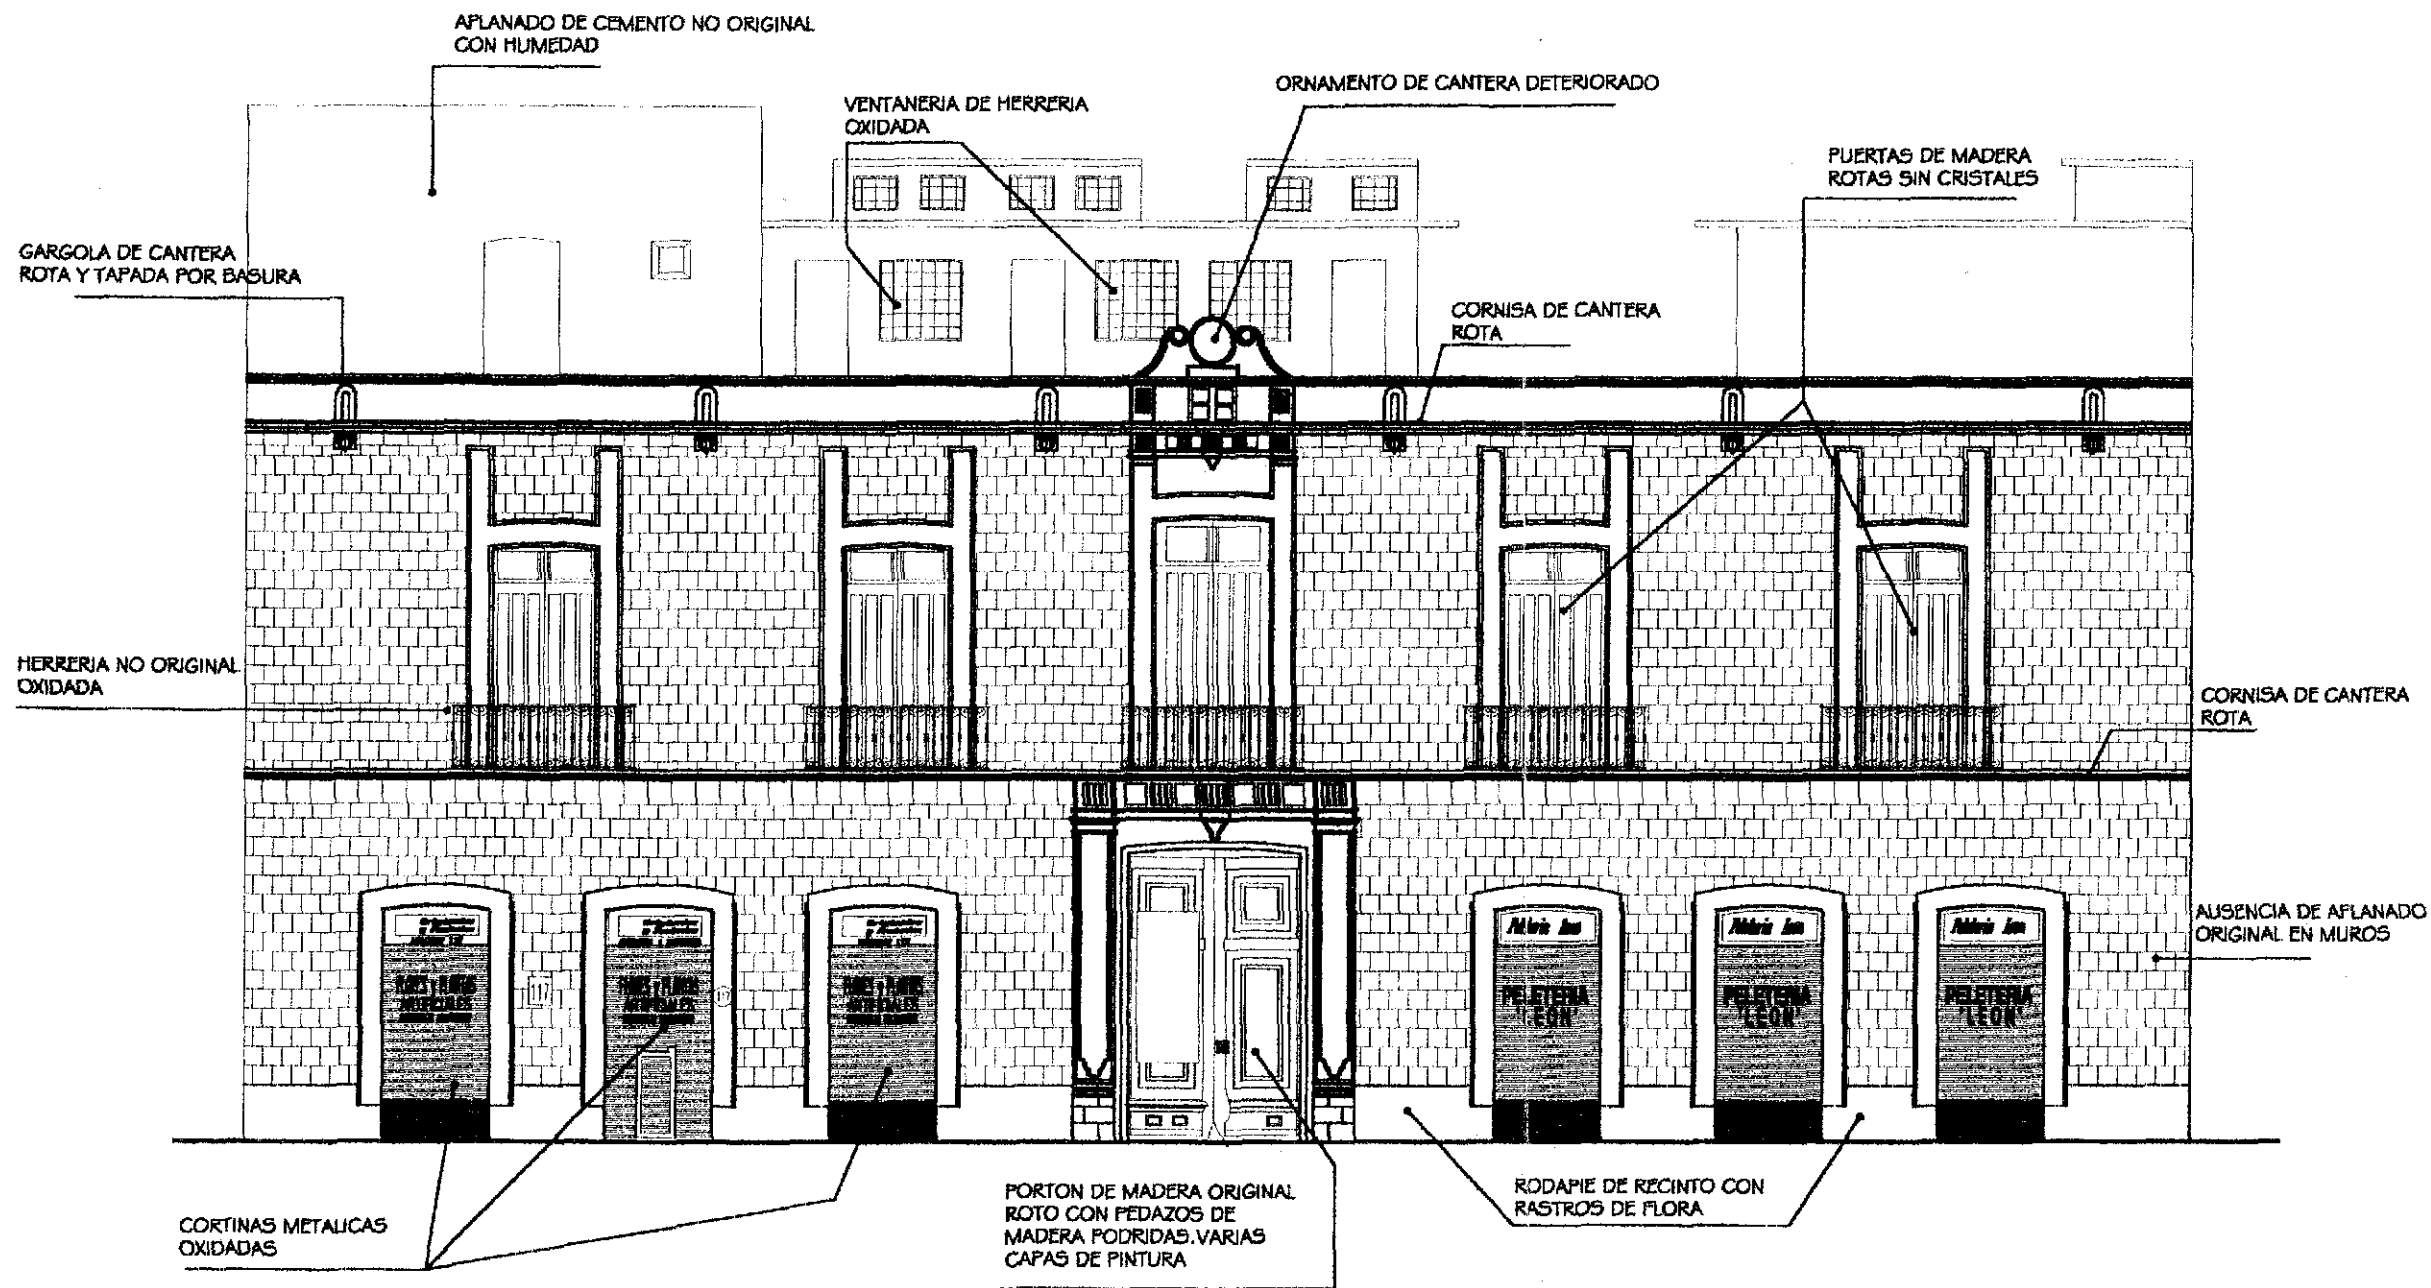 APLANADO DE CEMENTO NO ORIGINAL
CON HUMEDAD
ORNAMENTO DE CANTERA DETERIORADO
VENTANERIA DE HERRERIA
OXIDADA
PUERTAS DE MADERA
ROTAS SIN CRISTALES
GARGOLA DE CANTERA
ROTA Y TAPADA POR BASURA
CORNISA DE CANTERA
ROTA
HERRERIA NO ORIGINAL
OXIDADA
CORNISA DE CANTERA
ROTA
AUSENCIA DE APLANADO
ORIGINAL EN MUROS
117
PELETERIA
"LEON"
PELETERIA
"LEON"
PELETERIA
"LEON"
CORTINAS METALICAS
OXIDADAS
PORTON DE MADERA ORIGINAL
ROTO CON PEDAZOS DE
MADERA PODRIDAS.VARIAS
CAPAS DE PINTURA
RODAPIE DE RECINTO CON
RASTROS DE FLORA